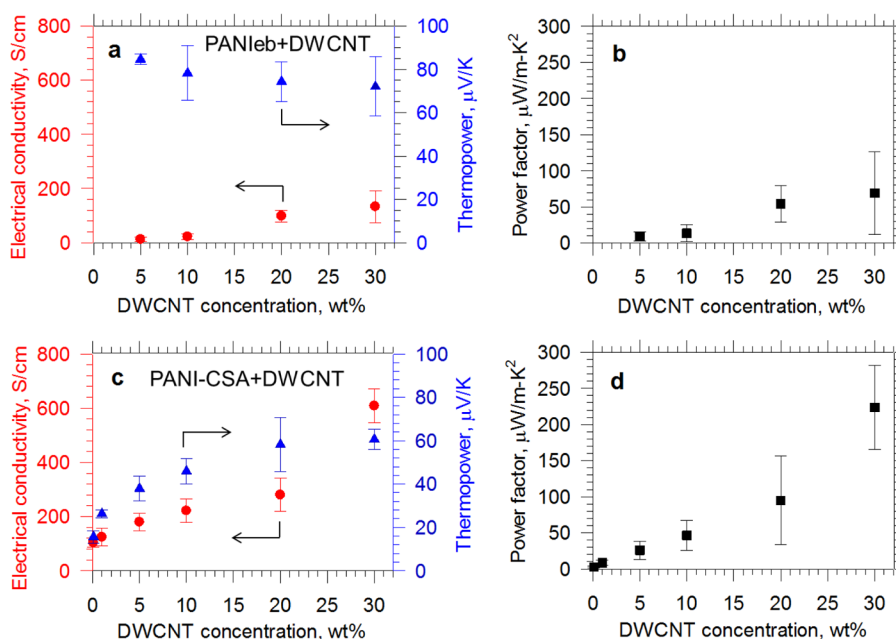 a PANIeb+DWCNT
Electrical conductivity, S/cm
800
600
400
200
0
Thermopower, μV/K
100
80
60
40
20
0
0 5 10 15 20 25 30
DWCNT concentration, wt%
b
Power factor, μW/m-K²
300
250
200
150
100
50
0
0 5 10 15 20 25 30
DWCNT concentration, wt%
c PANI-CSA+DWCNT
Electrical conductivity, S/cm
800
600
400
200
0
Thermopower, μV/K
100
80
60
40
20
0
0 5 10 15 20 25 30
DWCNT concentration, wt%
d
Power factor, μW/m-K²
300
250
200
150
100
50
0
0 5 10 15 20 25 30
DWCNT concentration, wt%